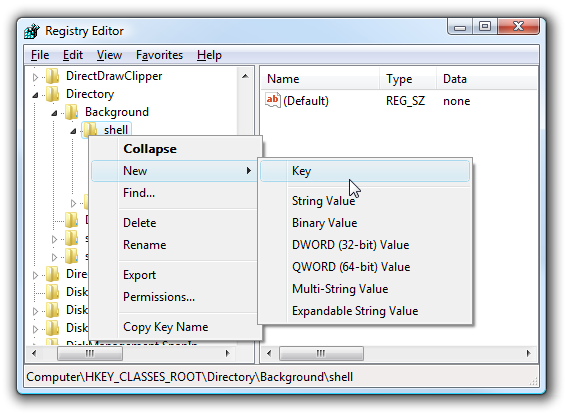 Registry Editor
File Edit View Favorites Help
DirectDrawClipper
Directory
Background
shell
Name Type Data
ab (Default) REG_SZ none
Collapse
New
Find...
Delete
Rename
Export
Permissions...
Copy Key Name
Key
String Value
Binary Value
DWORD (32-bit) Value
QWORD (64-bit) Value
Multi-String Value
Expandable String Value
D
s
s
Direc
Disk
Disk
Computer\HKEY_CLASSES_ROOT\Directory\Background\shell